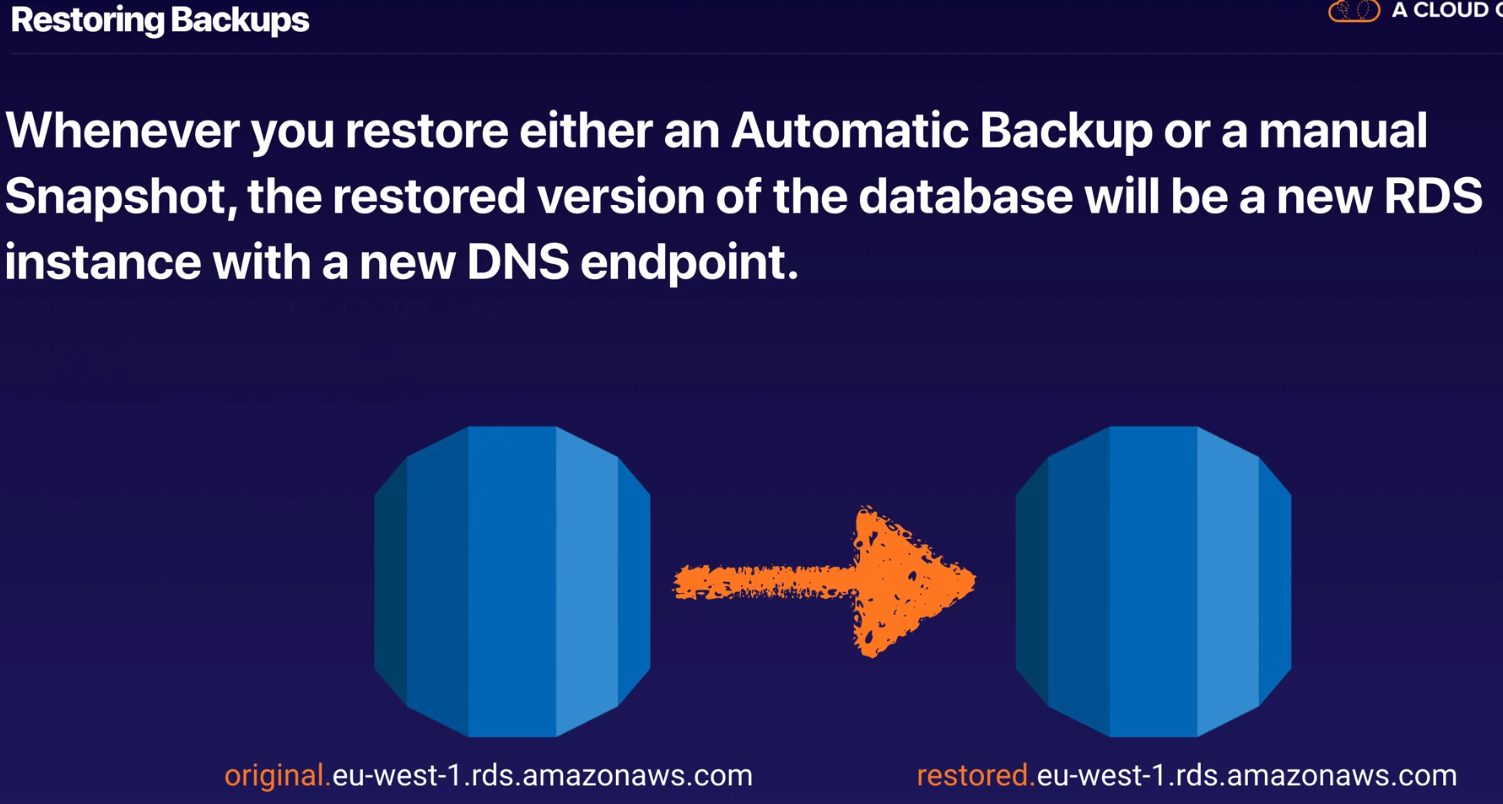 Restoring Backups
A CLOUD
Whenever you restore either an Automatic Backup or a manual
Snapshot, the restored version of the database will be a new RDS
instance with a new DNS endpoint.
original.eu-west-1.rds.amazonaws.com
restored.eu-west-1.rds.amazonaws.com